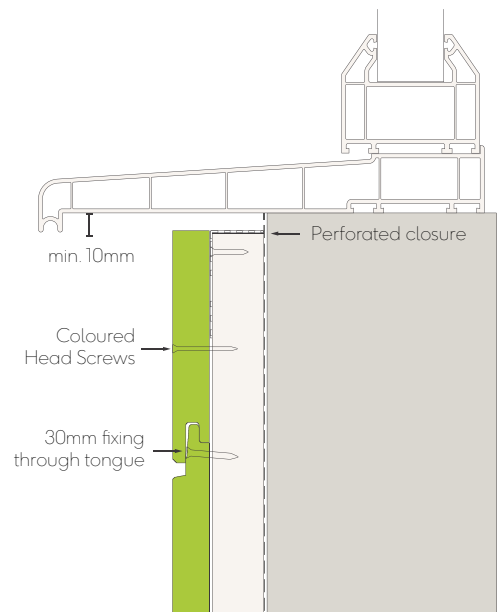 Perforated closure
min. 10mm
Coloured
Head Screws
30mm fixing
through tongue